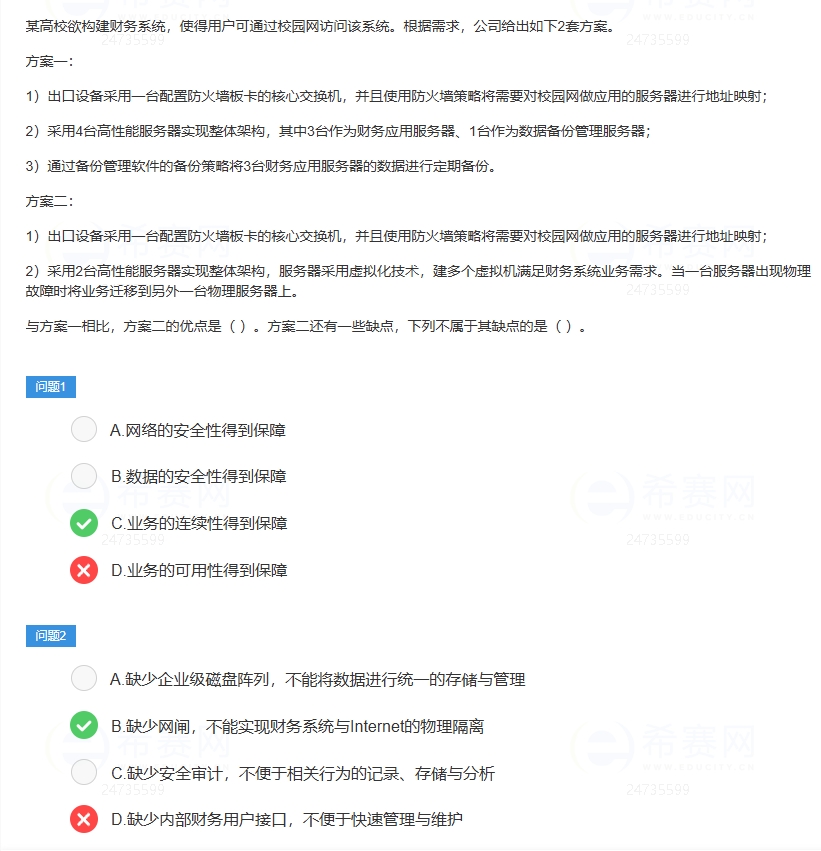 某高校欲构建财务系统，使得用户可通过校园网访问该系统。根据需求，公司给出如下2套方案。
24735599
24735599
方案一：
1）出口设备采用一台配置防火墙板卡的核心交换机，并且使用防火墙策略将需要对校园网做应用的服务器进行地址映射；
2）采用4台高性能服务器实现整体架构，其中3台作为财务应用服务器、1台作为数据备份管理服务器；
3）通过备份管理软件的备份策略将3台财务应用服务器的数据进行定期备份。
方案二：
1）出口设备采用一台配置防火墙板卡的核心交换机，并且使用防火墙策略将需要对校园网做应用的服务器进行地址映射；
2）采用2台高性能服务器实现整体架构，服务器采用虚拟化技术，建多个虚拟机满足财务系统业务需求。当一台服务器出现物理
故障时将业务迁移到另外一台物理服务器上。
24735599
与方案一相比，方案二的优点是（ ）。方案二还有一些缺点，下列不属于其缺点的是（ ）。
问题1
A.网络的安全性得到保障
B.数据的安全性得到保障
希赛网
希赛网
WWW.EDUCITY.CN
C.业务的连续性得到保障
24735599
24735599
D.业务的可用性得到保障
问题2
A.缺少企业级磁盘阵列，不能将数据进行统一的存储与管理
B.缺少网闸，不能实现财务系统与Internet的物理隔离
希赛网
希赛网
WWW.EDUCITY.CN
C.缺少安全审计，不便于相关行为的记录、存储与分析
24735599
24735599
D.缺少内部财务用户接口，不便于快速管理与维护